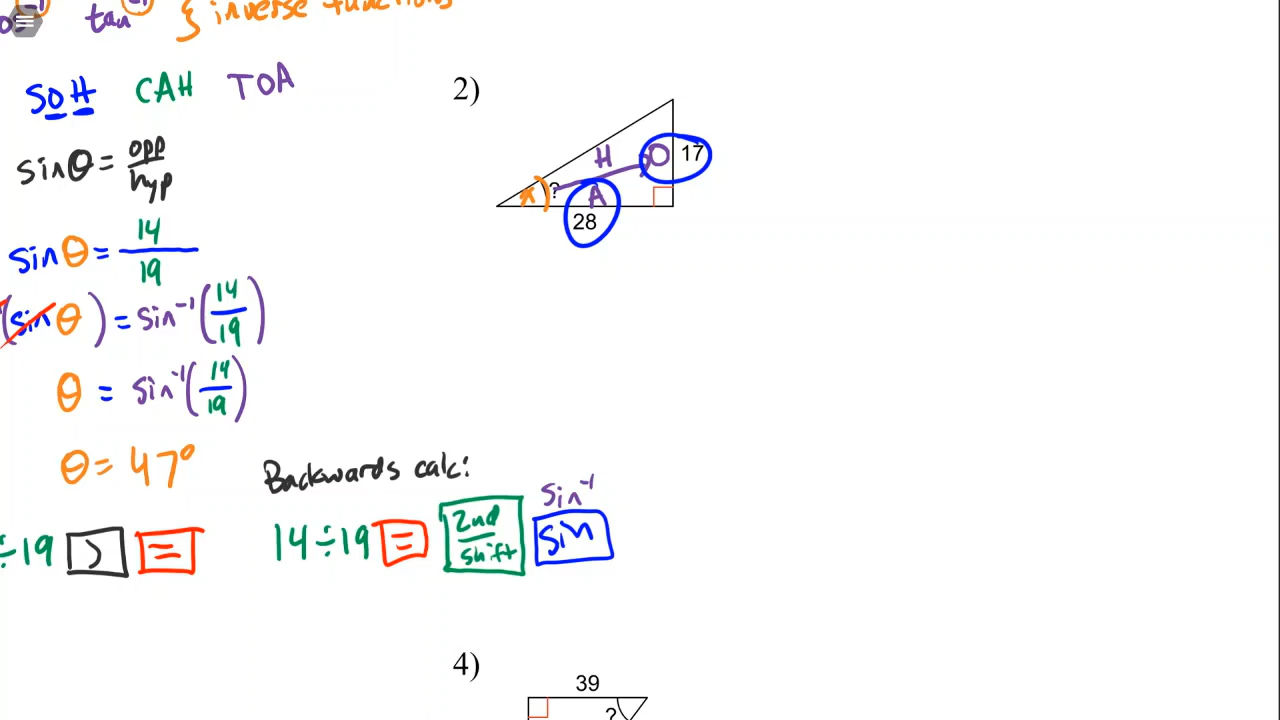 tan⁻¹ } inverse functions
SOH CAH TOA
sinθ = opp/hyp
sinθ = 14/19
(sinθ) = sin⁻¹(14/19)
θ = sin⁻¹(14/19)
θ = 47°
÷19 ) =
Backwards calc:
14÷19 = 2nd/shift sin⁻¹ sin
2)
H O 17
x ? A
28
4)
39
?